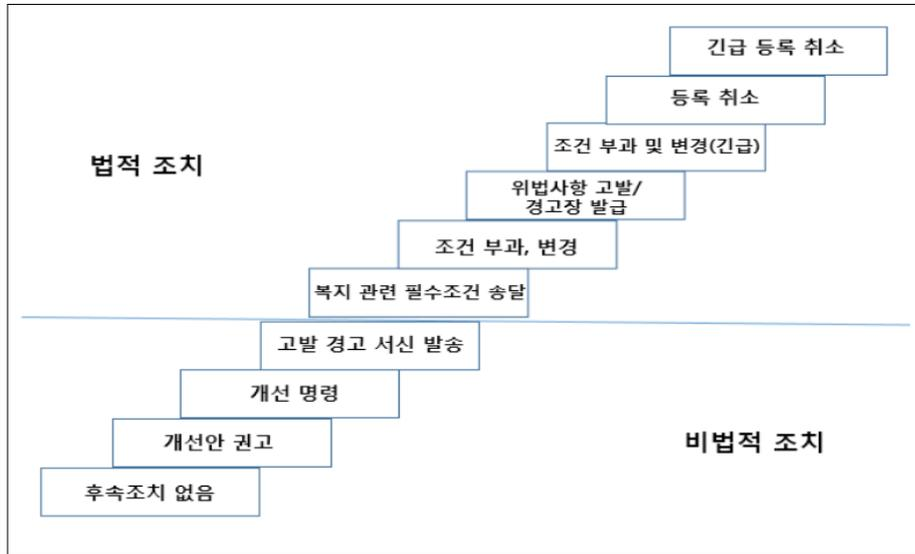 긴급 등록 취소
등록 취소
조건 부과 및 변경(긴급)
법적 조치
위법사항 고발/
경고장 발급
조건 부과, 변경
복지 관련 필수조건 송달
고발 경고 서신 발송
개선 명령
개선안 권고
비법적 조치
후속조치 없음